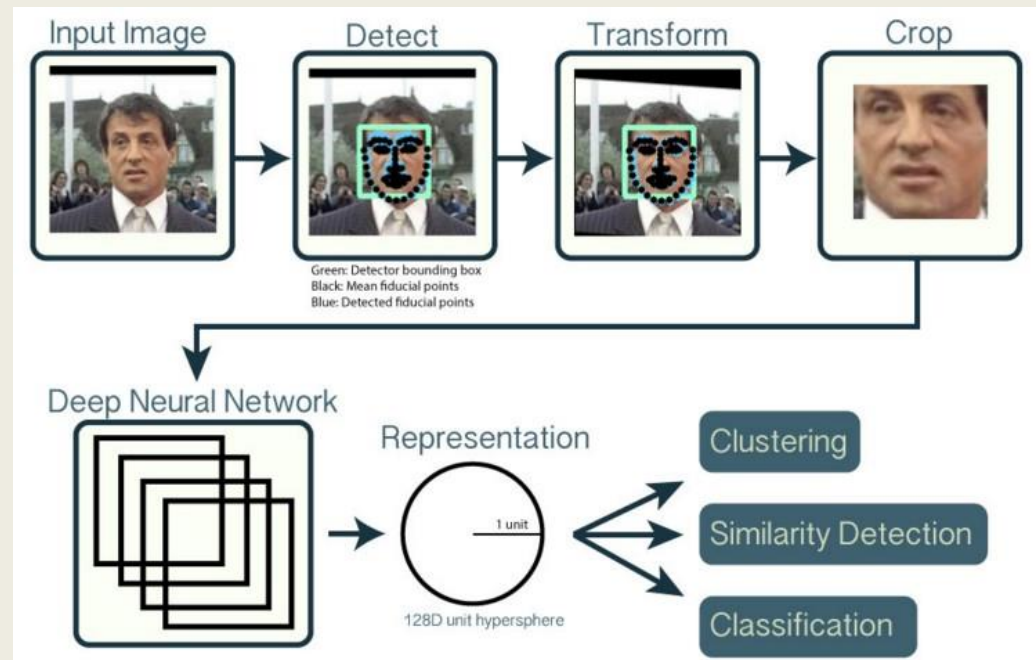 Input Image
Detect
Transform
Crop
Green: Detector bounding box
Black: Mean fiducial points
Blue: Detected fiducial points
Deep Neural Network
Representation
1 unit
128D unit hypersphere
Clustering
Similarity Detection
Classification